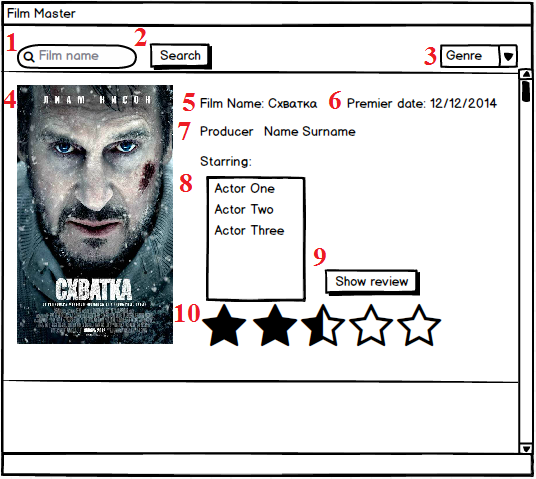 Film Master
1 Film name 2 Search 3 Genre
4 ЛИАМ НИСОН 5 Film Name: Схватка 6 Premier date: 12/12/2014
7 Producer Name Surname
Starring:
8 Actor One
Actor Two
Actor Three
9
Show review
СХВАТКА
10